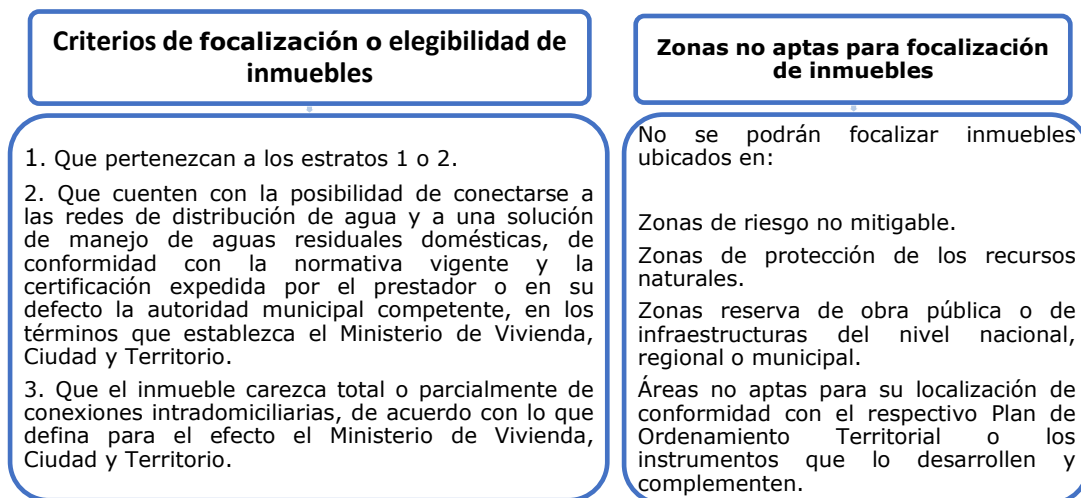 Criterios de focalización o elegibilidad de
inmuebles
1. Que pertenezcan a los estratos 1 o 2.
2. Que cuenten con la posibilidad de conectarse a
las redes de distribución de agua y a una solución
de manejo de aguas residuales domésticas, de
conformidad con la normativa vigente y la
certificación expedida por el prestador o en su
defecto la autoridad municipal competente, en los
términos que establezca el Ministerio de Vivienda,
Ciudad y Territorio.
3. Que el inmueble carezca total o parcialmente de
conexiones intradomiciliarias, de acuerdo con lo que
defina para el efecto el Ministerio de Vivienda,
Ciudad y Territorio.
Zonas no aptas para focalización
de inmuebles
No se podrán focalizar inmuebles
ubicados en:
Zonas de riesgo no mitigable.
Zonas de protección de los recursos
naturales.
Zonas reserva de obra pública o de
infraestructuras del nivel nacional,
regional o municipal.
Áreas no aptas para su localización de
conformidad con el respectivo Plan de
Ordenamiento Territorial o los
instrumentos que lo desarrollen y
complementen.